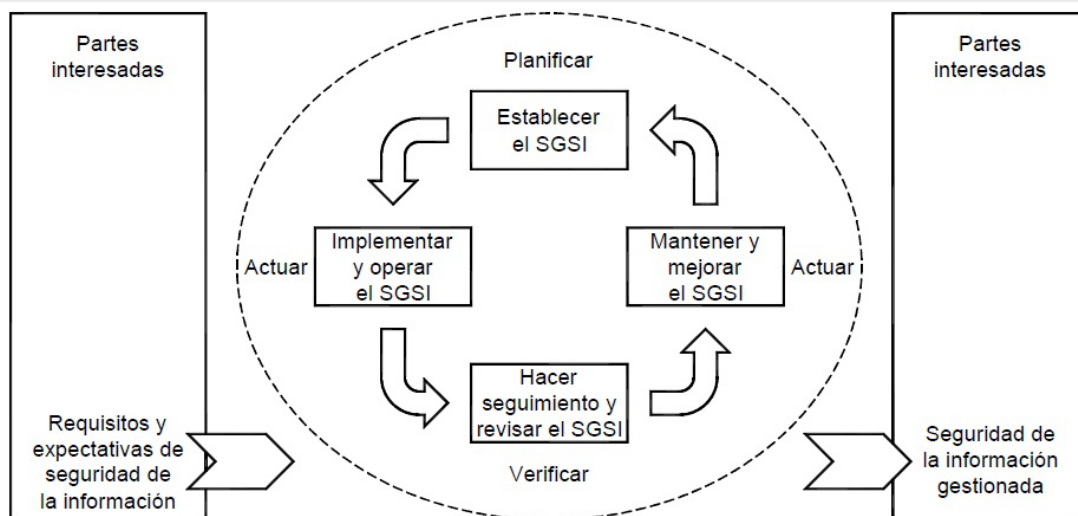 Partes
interesadas
Requisitos y
expectativas de
seguridad de
la información
Planificar
Establecer
el SGSI
Actuar
Implementar
y operar
el SGSI
Mantener y
mejorar
el SGSI
Actuar
Hacer
seguimiento y
revisar el SGSI
Verificar
Partes
interesadas
Seguridad de
la información
gestionada